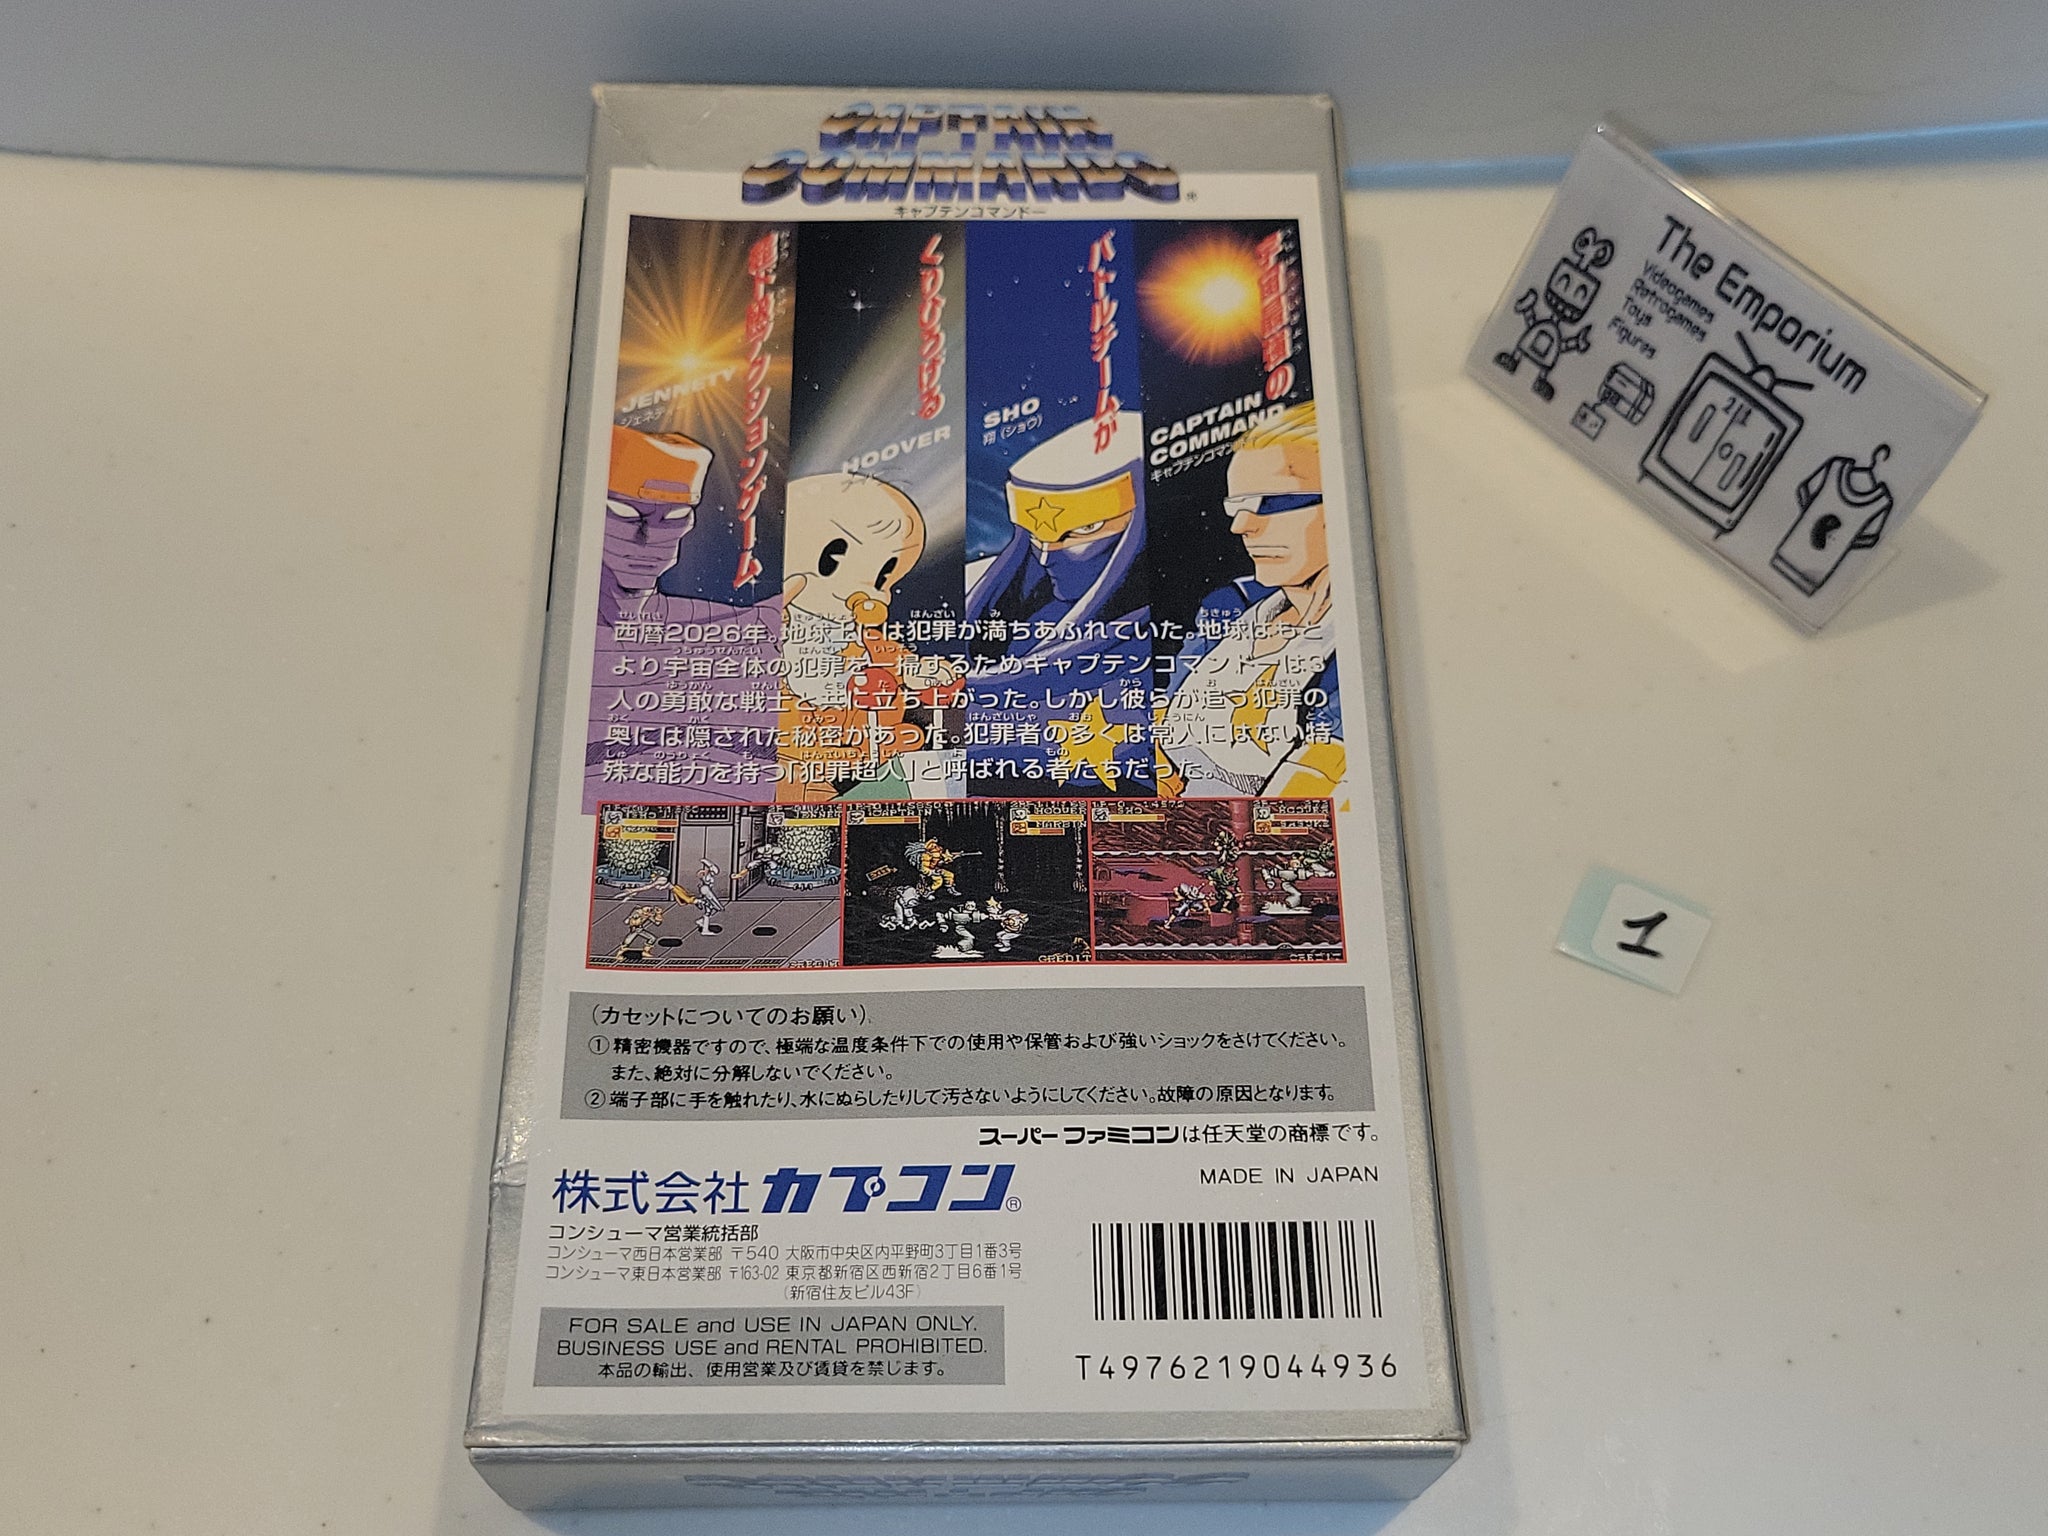 CAPTAIN
COMMANDO®
キャプテンコマンドー
宇宙最強の
バトルチームが
くりひろげる
超ド級アクションゲーム
JENNETY
ジェネティ
HOOVER
フーバー
SHO
翔(ショウ)
CAPTAIN
COMMAND
キャプテンコマンドー
西暦2026年。地球上には犯罪が満ちあふれていた。地球はもと
より宇宙全体の犯罪を一掃するためキャプテンコマンドーは3
人の勇敢な戦士と共に立ち上がった。しかし彼らが追う犯罪の
奥には隠された秘密があった。犯罪者の多くは常人にはない特
殊な能力を持つ「犯罪超人」と呼ばれる者たちだった。
CREDIT
CREDIT
CREDIT
(カセットについてのお願い)
①精密機器ですので、極端な温度条件下での使用や保管および強いショックをさけてください。
また、絶対に分解しないでください。
②端子部に手を触れたり、水にぬらしたりして汚さないようにしてください。故障の原因となります。
スーパーファミコンは任天堂の商標です。
株式会社カプコン®
MADE IN JAPAN
コンシューマ営業統括部
コンシューマ西日本営業部 〒540 大阪市中央区内平野町3丁目1番3号
コンシューマ東日本営業部 〒163-02 東京都新宿区西新宿2丁目6番1号
(新宿住友ビル43F)
FOR SALE and USE IN JAPAN ONLY.
BUSINESS USE and RENTAL PROHIBITED.
本品の輸出、使用営業及び賃貸を禁じます。
T4976219044936
The Emporium
Videogames
Retrogames
Toys
Figures
1